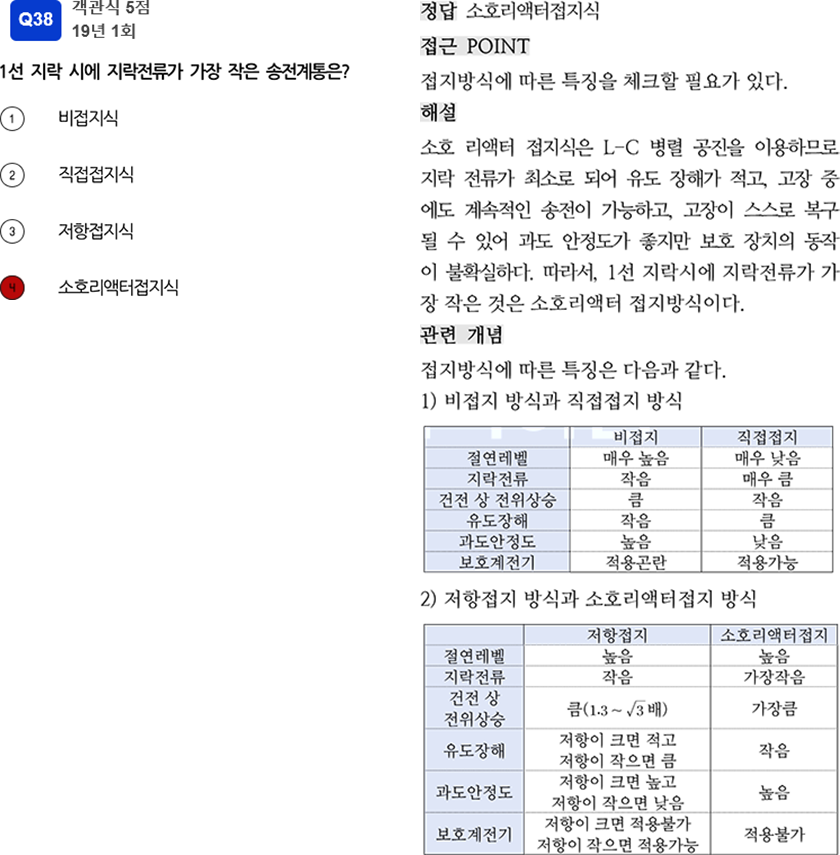 Q38
객관식 5점
19년 1회
1선 지락 시에 지락전류가 가장 작은 송전계통은?
1 비접지식
2 직접접지식
3 저항접지식
4 소호리액터접지식
정답 소호리액터접지식
접근 POINT
접지방식에 따른 특징을 체크할 필요가 있다.
해설
소호 리액터 접지식은 L-C 병렬 공진을 이용하므로
지락 전류가 최소로 되어 유도 장해가 적고, 고장 중
에도 계속적인 송전이 가능하고, 고장이 스스로 복구
될 수 있어 과도 안정도가 좋지만 보호 장치의 동작
이 불확실하다. 따라서, 1선 지락시에 지락전류가 가
장 작은 것은 소호리액터 접지방식이다.
관련 개념
접지방식에 따른 특징은 다음과 같다.
1) 비접지 방식과 직접접지 방식
비접지 직접접지
절연레벨 매우 높음 매우 낮음
지락전류 작음 매우 큼
건전 상 전위상승 큼 작음
유도장해 작음 큼
과도안정도 높음 낮음
보호계전기 적용곤란 적용가능
2) 저항접지 방식과 소호리액터접지 방식
저항접지 소호리액터접지
절연레벨 높음 높음
지락전류 작음 가장작음
건전 상
전위상승 큼(1.3 ~ √3 배) 가장큼
유도장해 저항이 크면 적고
저항이 작으면 큼 작음
과도안정도 저항이 크면 높고
저항이 작으면 낮음 높음
보호계전기 저항이 크면 적용불가
저항이 작으면 적용가능 적용불가